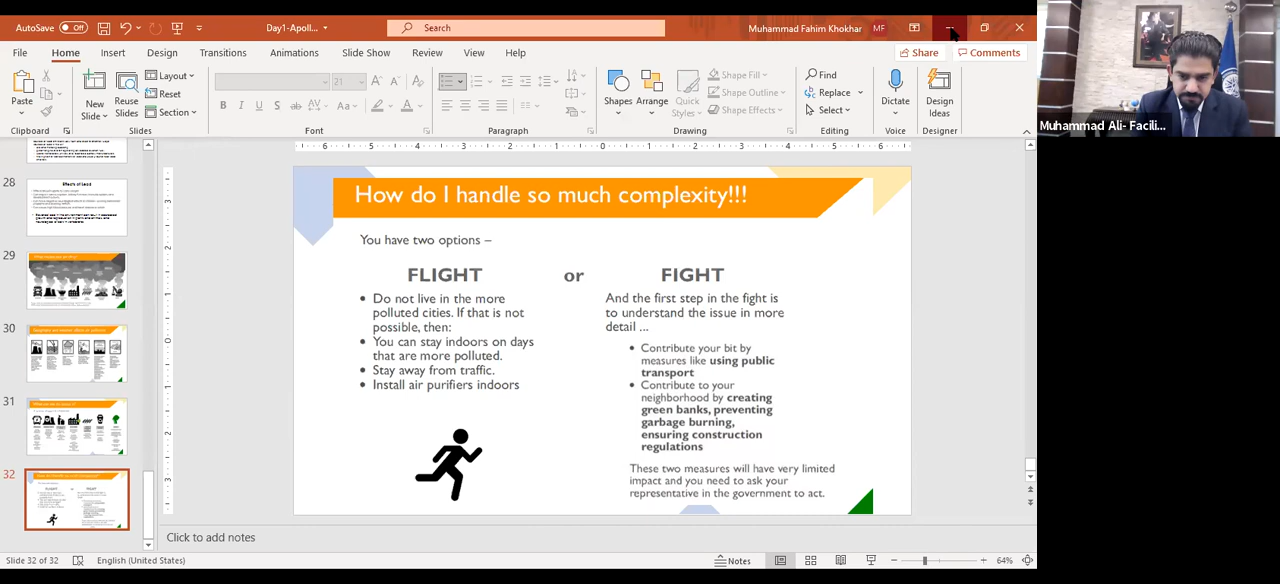 AutoSave Off Day1-Apoll... Search Muhammad Fahim Khokhar MF
File Home Insert Design Transitions Animations Slide Show Review View Help Share Comments
Paste New Slide Reuse Slides Layout Reset Section 21 Shapes Arrange Quick Styles Shape Fill Shape Outline Shape Effects Find Replace Select Dictate Design Ideas
Clipboard Slides Font Paragraph Drawing Editing Voice Designer
Muhammad Ali- Facili...
28
Effects of Lead
29
30
31
32
How do I handle so much complexity!!!
You have two options –
FLIGHT or FIGHT
• Do not live in the more
polluted cities. If that is not
possible, then:
• You can stay indoors on days
that are more polluted.
• Stay away from traffic.
• Install air purifiers indoors
And the first step in the fight is
to understand the issue in more
detail ...
• Contribute your bit by
measures like using public
transport
• Contribute to your
neighborhood by creating
green banks, preventing
garbage burning,
ensuring construction
regulations
These two measures will have very limited
impact and you need to ask your
representative in the government to act.
Click to add notes
Slide 32 of 32 English (United States) Notes 64%